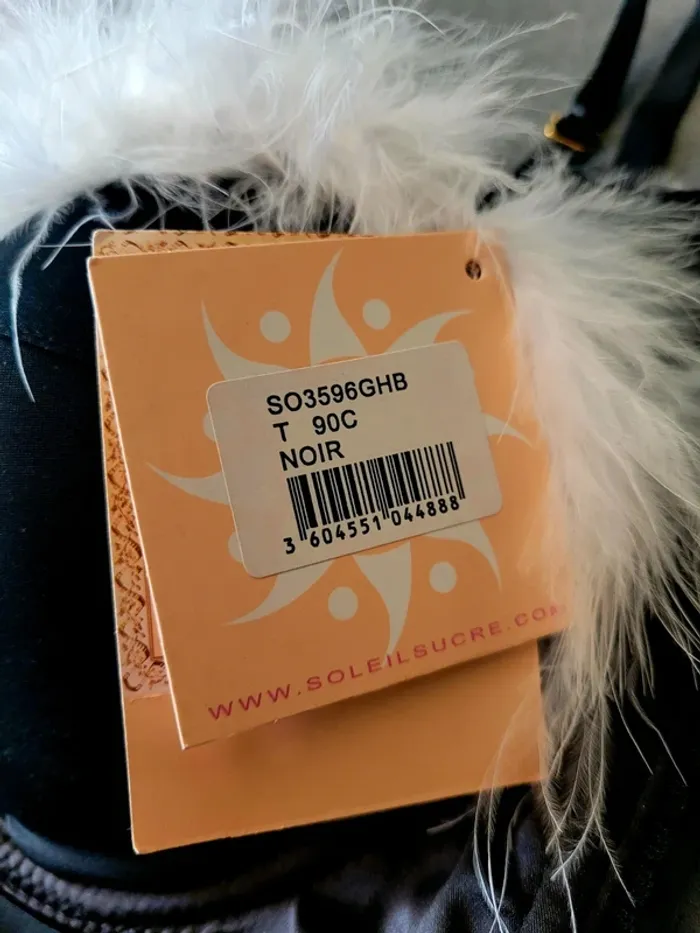 SO3596GHB
T 90C
NOIR
3 604551 044888
WWW.SOLEILSUCRE.COM